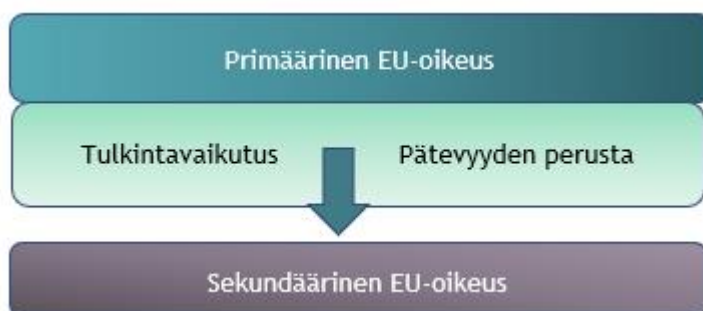 Primäärinen EU-oikeus
Tulkintavaikutus Pätevyyden perusta
Sekundäärinen EU-oikeus